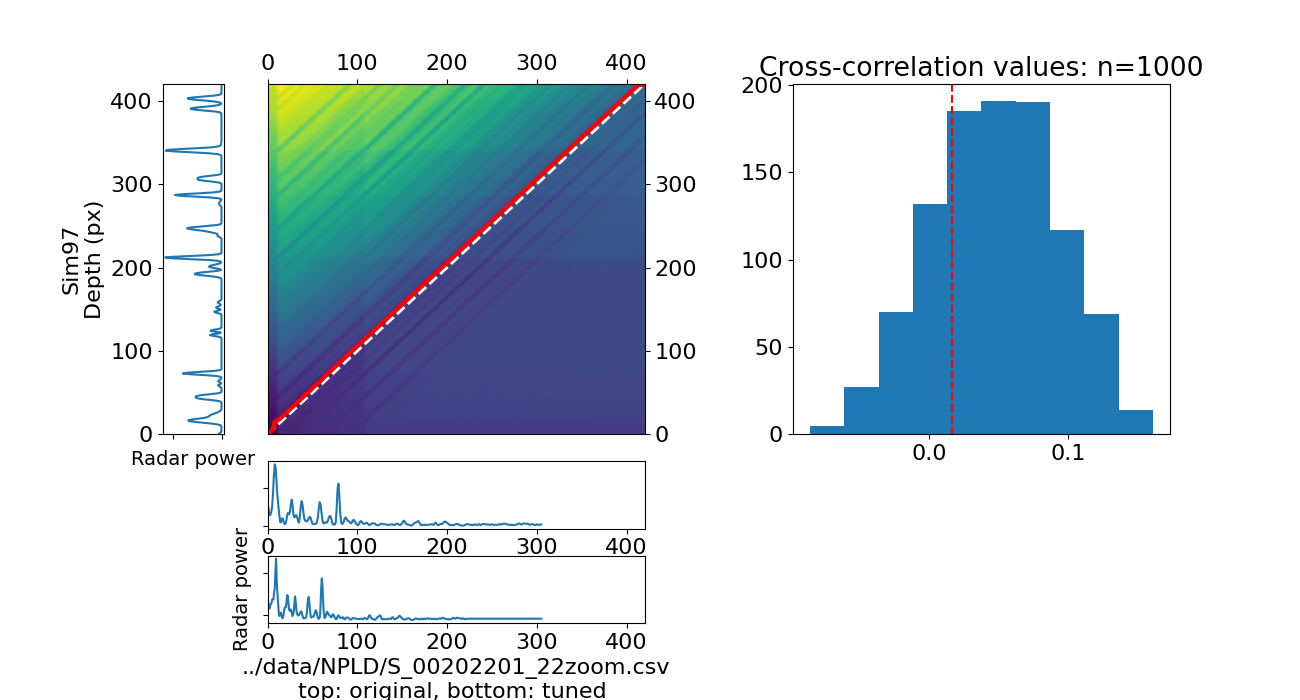 Cross-correlation values: n=1000
0 100 200 300 400
400
300
200
100
0
Sim97
Depth (px)
Radar power
400
300
200
100
0
200
150
100
50
0
0.0 0.1
0 100 200 300 400
Radar power
0 100 200 300 400
../data/NPLD/S_00202201_22zoom.csv
top: original, bottom: tuned